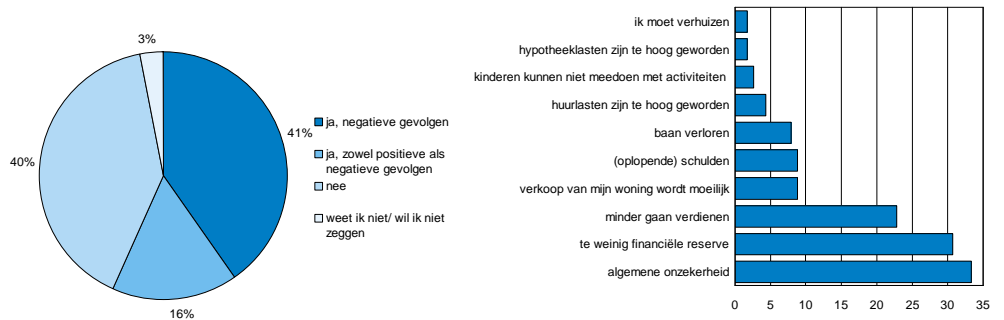 3%
41%
40%
16%
ja, negatieve gevolgen
ja, zowel positieve als
negatieve gevolgen
nee
weet ik niet/ wil ik niet
zeggen
ik moet verhuizen
hypotheeklasten zijn te hoog geworden
kinderen kunnen niet meedoen met activiteiten
huurlasten zijn te hoog geworden
baan verloren
(oplopende) schulden
verkoop van mijn woning wordt moeilijk
minder gaan verdienen
te weinig financiële reserve
algemene onzekerheid
0 5 10 15 20 25 30 35